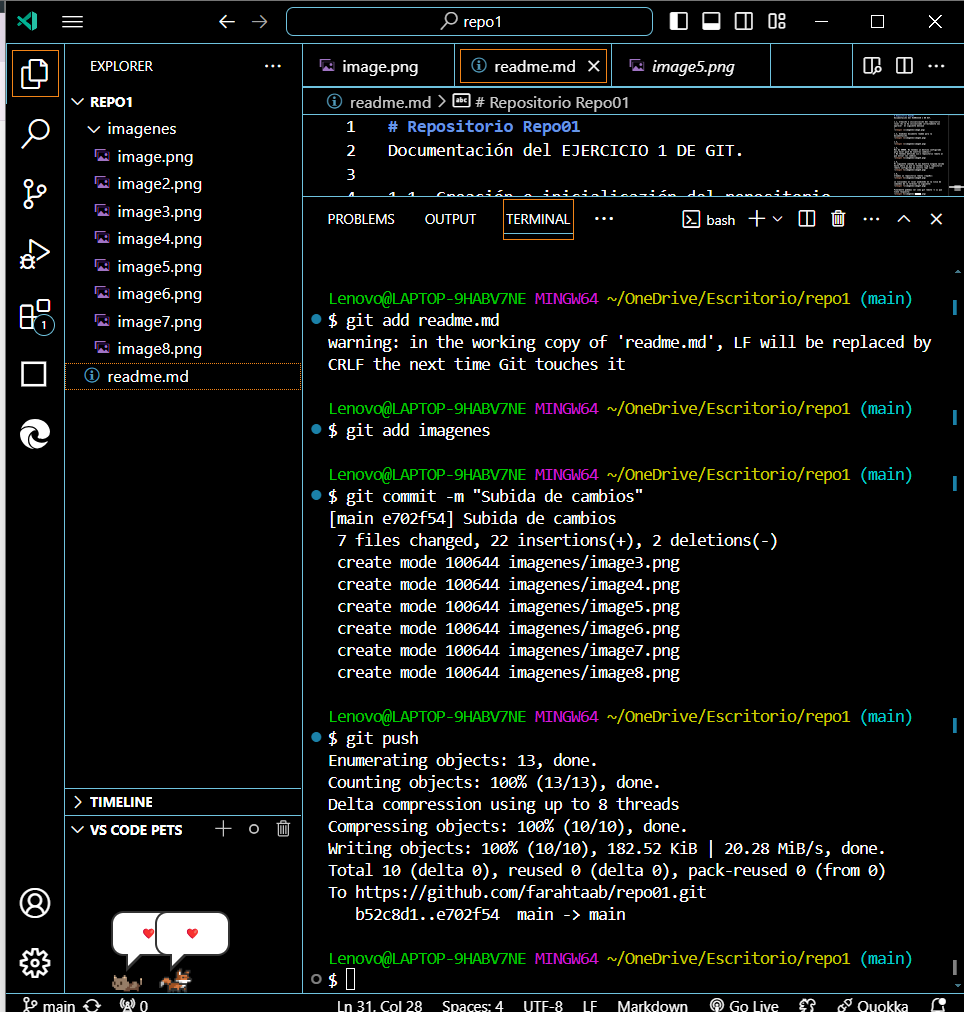 repo1
EXPLORER
REPO1
imagenes
image.png
image2.png
image3.png
image4.png
image5.png
image6.png
image7.png
image8.png
readme.md
1
TIMELINE
VS CODE PETS
image.png
readme.md
image5.png
readme.md > # Repositorio Repo01
1 # Repositorio Repo01
2 Documentación del EJERCICIO 1 DE GIT.
3
4 1.1. Creación e inicialización del repositorio
PROBLEMS OUTPUT TERMINAL ... bash
Lenovo@LAPTOP-9HABV7NE MINGW64 ~/OneDrive/Escritorio/repo1 (main)
$ git add readme.md
warning: in the working copy of 'readme.md', LF will be replaced by
CRLF the next time Git touches it
Lenovo@LAPTOP-9HABV7NE MINGW64 ~/OneDrive/Escritorio/repo1 (main)
$ git add imagenes
Lenovo@LAPTOP-9HABV7NE MINGW64 ~/OneDrive/Escritorio/repo1 (main)
$ git commit -m "Subida de cambios"
[main e702f54] Subida de cambios
7 files changed, 22 insertions(+), 2 deletions(-)
create mode 100644 imagenes/image3.png
create mode 100644 imagenes/image4.png
create mode 100644 imagenes/image5.png
create mode 100644 imagenes/image6.png
create mode 100644 imagenes/image7.png
create mode 100644 imagenes/image8.png
Lenovo@LAPTOP-9HABV7NE MINGW64 ~/OneDrive/Escritorio/repo1 (main)
$ git push
Enumerating objects: 13, done.
Counting objects: 100% (13/13), done.
Delta compression using up to 8 threads
Compressing objects: 100% (10/10), done.
Writing objects: 100% (10/10), 182.52 KiB | 20.28 MiB/s, done.
Total 10 (delta 0), reused 0 (delta 0), pack-reused 0 (from 0)
To https://github.com/farahtaab/repo01.git
b52c8d1..e702f54 main -> main
Lenovo@LAPTOP-9HABV7NE MINGW64 ~/OneDrive/Escritorio/repo1 (main)
$
main 0 Ln 31, Col 28 Spaces: 4 UTF-8 LF Markdown Go Live Quokka